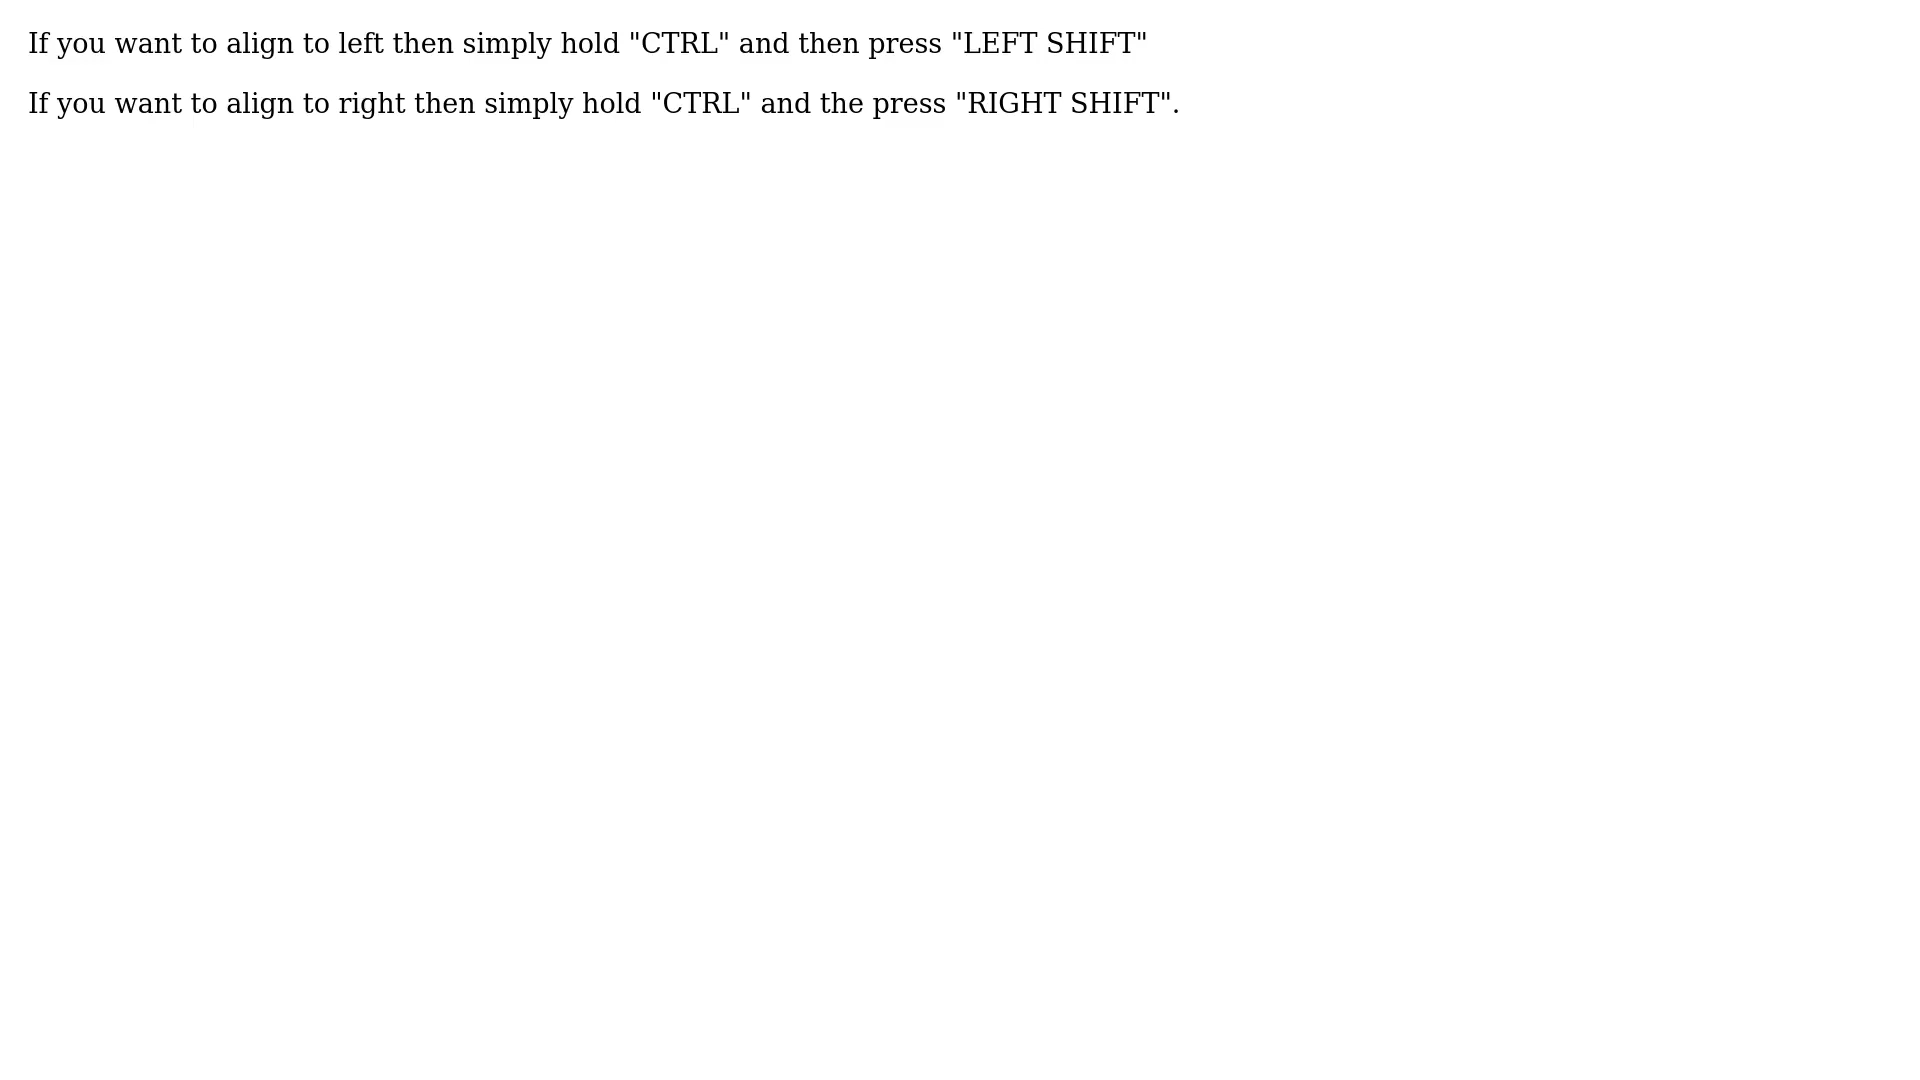 If you want to align to left then simply hold "CTRL" and then press "LEFT SHIFT"
If you want to align to right then simply hold "CTRL" and the press "RIGHT SHIFT".